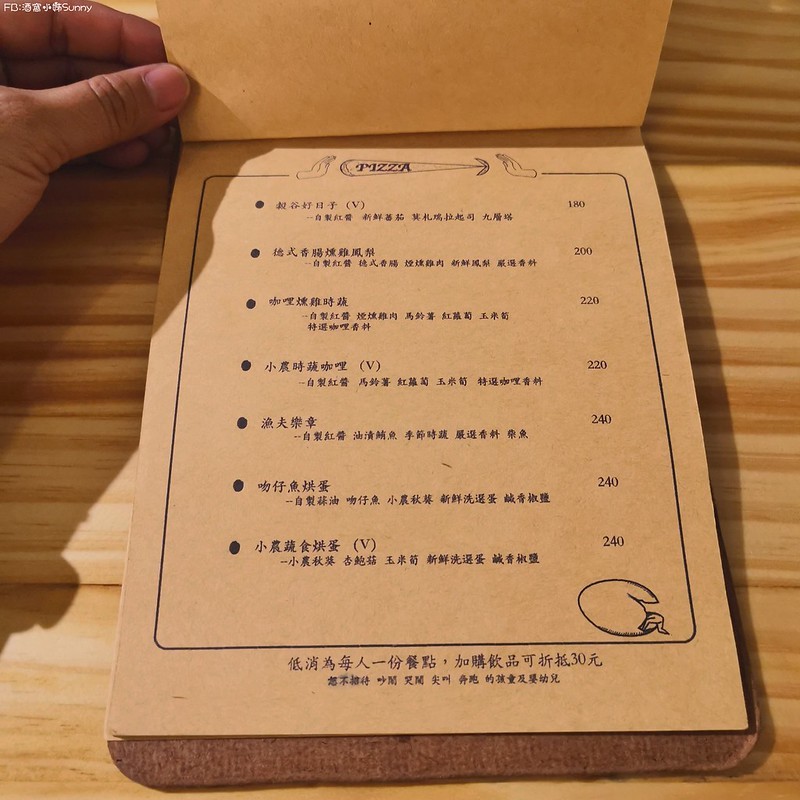 FB:酒窩小姊Sunny
PIZZA
穀谷好日子 (V) 180
--自製紅醬 新鮮蕃茄 莫札瑞拉起司 九層塔
德式香腸燻雞鳳梨 200
--自製紅醬 德式香腸 煙燻雞肉 新鮮鳳梨 嚴選香料
咖哩燻雞時蔬 220
--自製紅醬 煙燻雞肉 馬鈴薯 紅蘿蔔 玉米筍
特選咖哩香料
小農時蔬咖哩 (V) 220
--自製紅醬 馬鈴薯 紅蘿蔔 玉米筍 特選咖哩香料
漁夫樂章 240
--自製紅醬 油漬鮪魚 季節時蔬 嚴選香料 柴魚
吻仔魚烘蛋 240
--自製蒜油 吻仔魚 小農秋葵 新鮮洗選蛋 鹹香椒鹽
小農蔬食烘蛋 (V) 240
--小農秋葵 杏鮑菇 玉米筍 新鮮洗選蛋 鹹香椒鹽
低消為每人一份餐點，加購飲品可折抵30元
恕不招待 吵鬧 哭鬧 尖叫 奔跑 的孩童及嬰幼兒